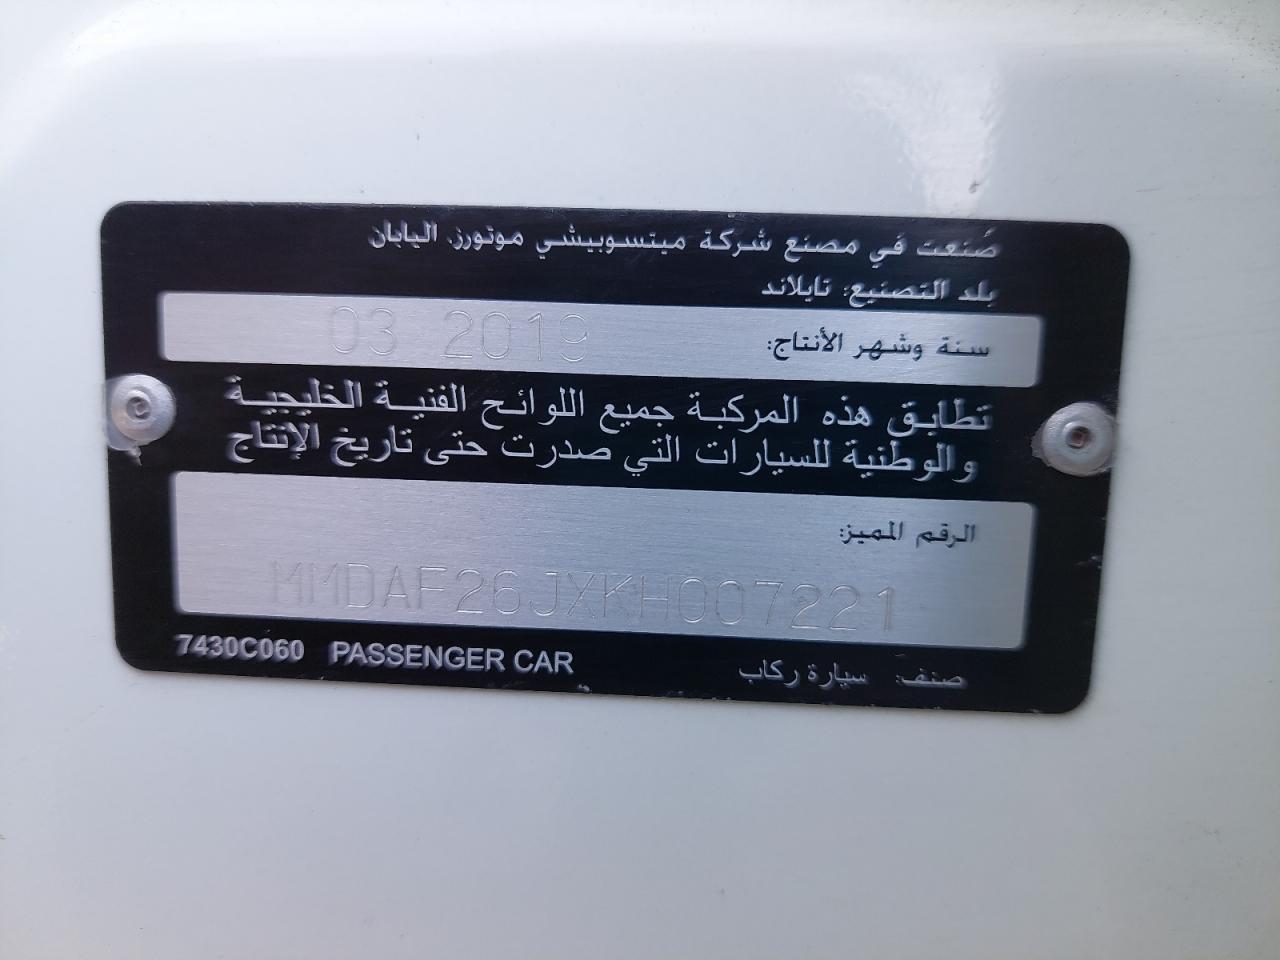 صُنعت في مصنع شركة ميتسوبيشي موتورز، اليابان
بلد التصنيع: تايلاند
سنة وشهر الأنتاج: 03 2019
تطابق هذه المركبة جميع اللوائح الفنية الخليجية
والوطنية للسيارات التي صدرت حتى تاريخ الإنتاج
الرقم المميز:
MMDAF26JXKH007221
صنف: سيارة ركاب 7430C060 PASSENGER CAR